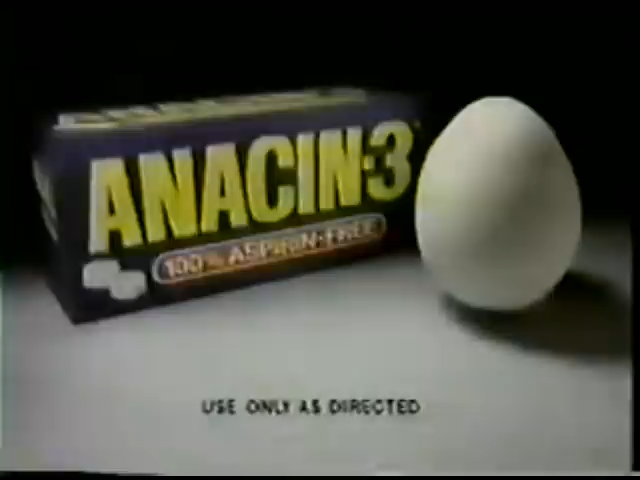 ANACIN-3
100% ASPIRIN-FREE
USE ONLY AS DIRECTED